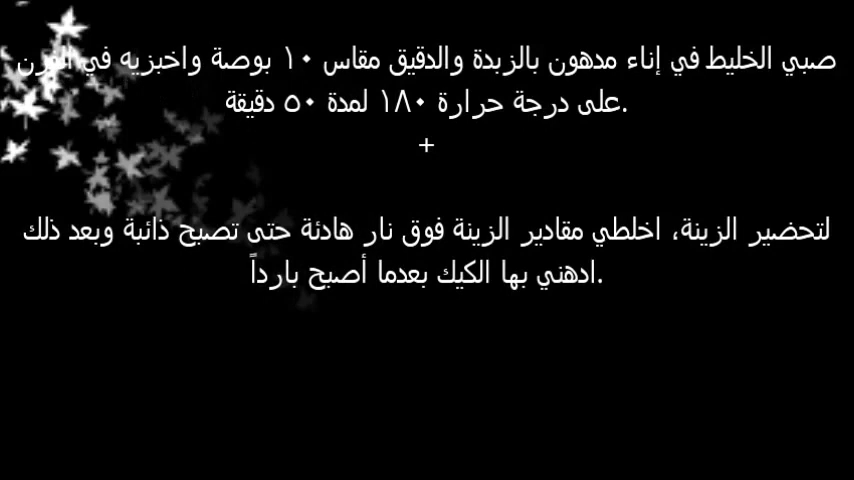 صبي الخليط في إناء مدهون بالزبدة والدقيق مقاس ١٠ بوصة واخبزيه في الفرن
على درجة حرارة ١٨٠ لمدة ٥٠ دقيقة.
+
لتحضير الزينة، اخلطي مقادير الزينة فوق نار هادئة حتى تصبح ذائبة وبعد ذلك
ادهني بها الكيك بعدما أصبح بارداً.